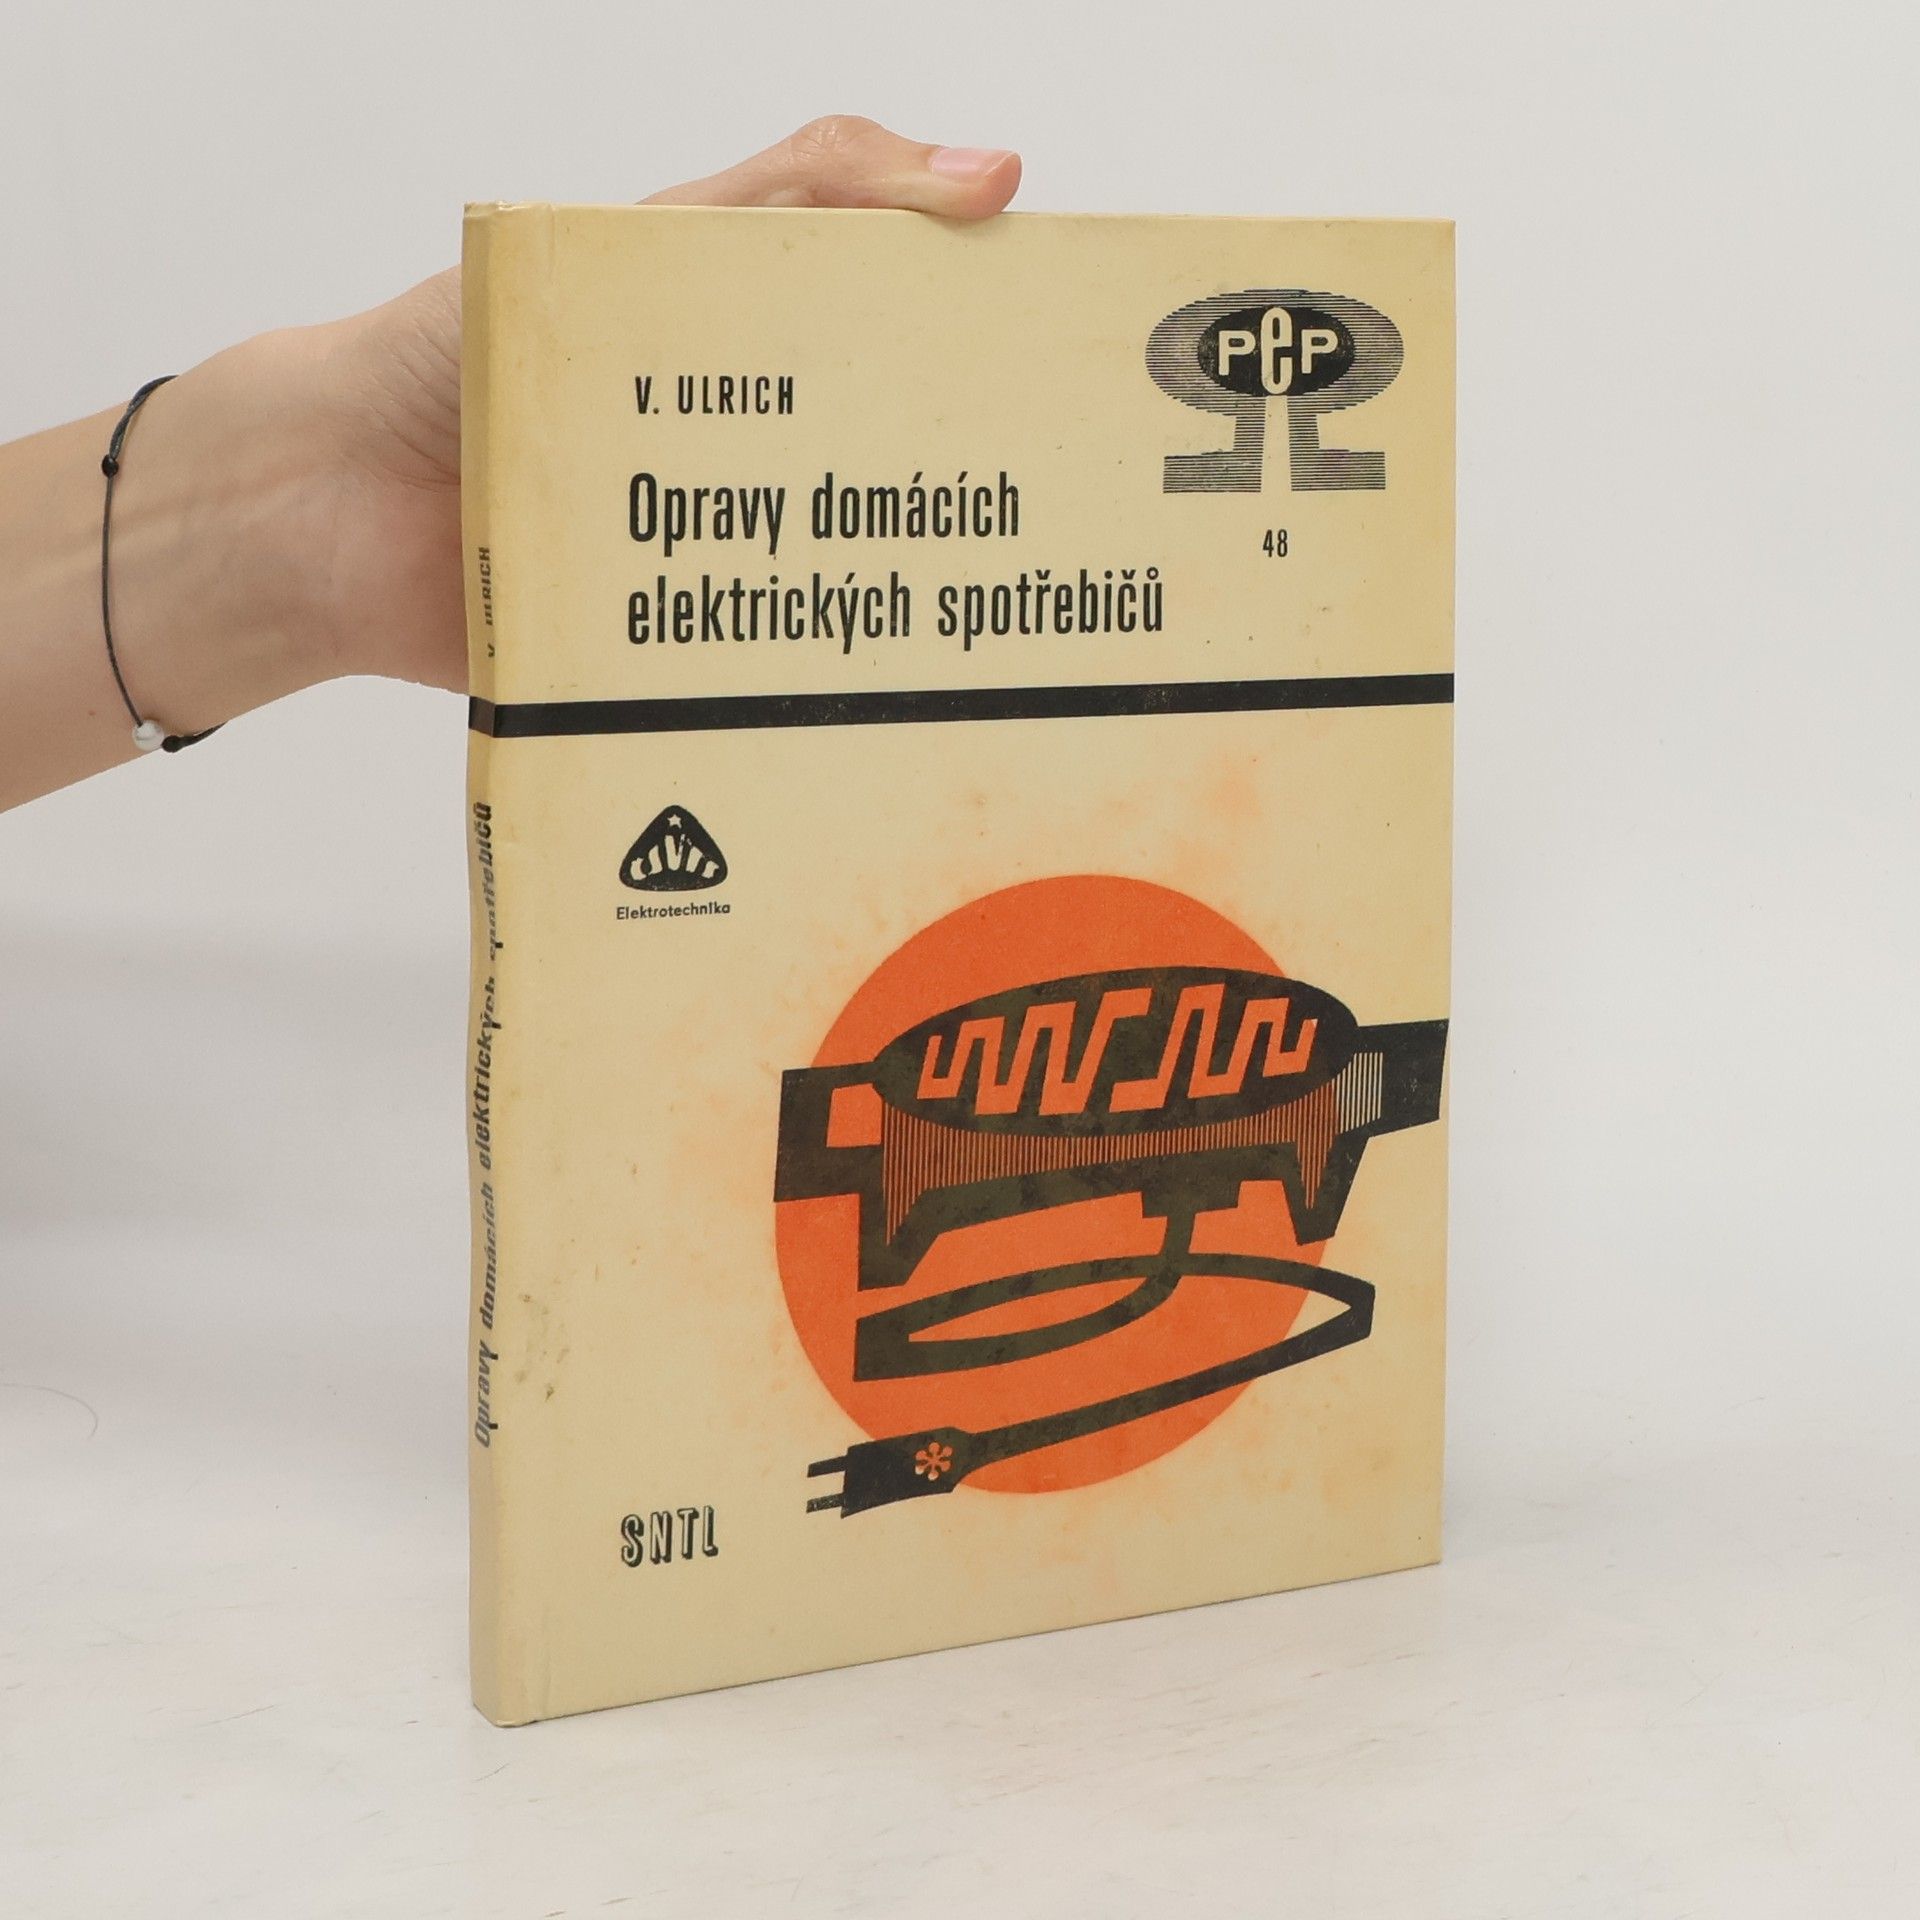 V. ULRICH
PeP
48
Opravy domácích
elektrických spotřebičů
Elektrotechnika
SNTL
V. ULRICH
Opravy domácích elektrických spotřebičů